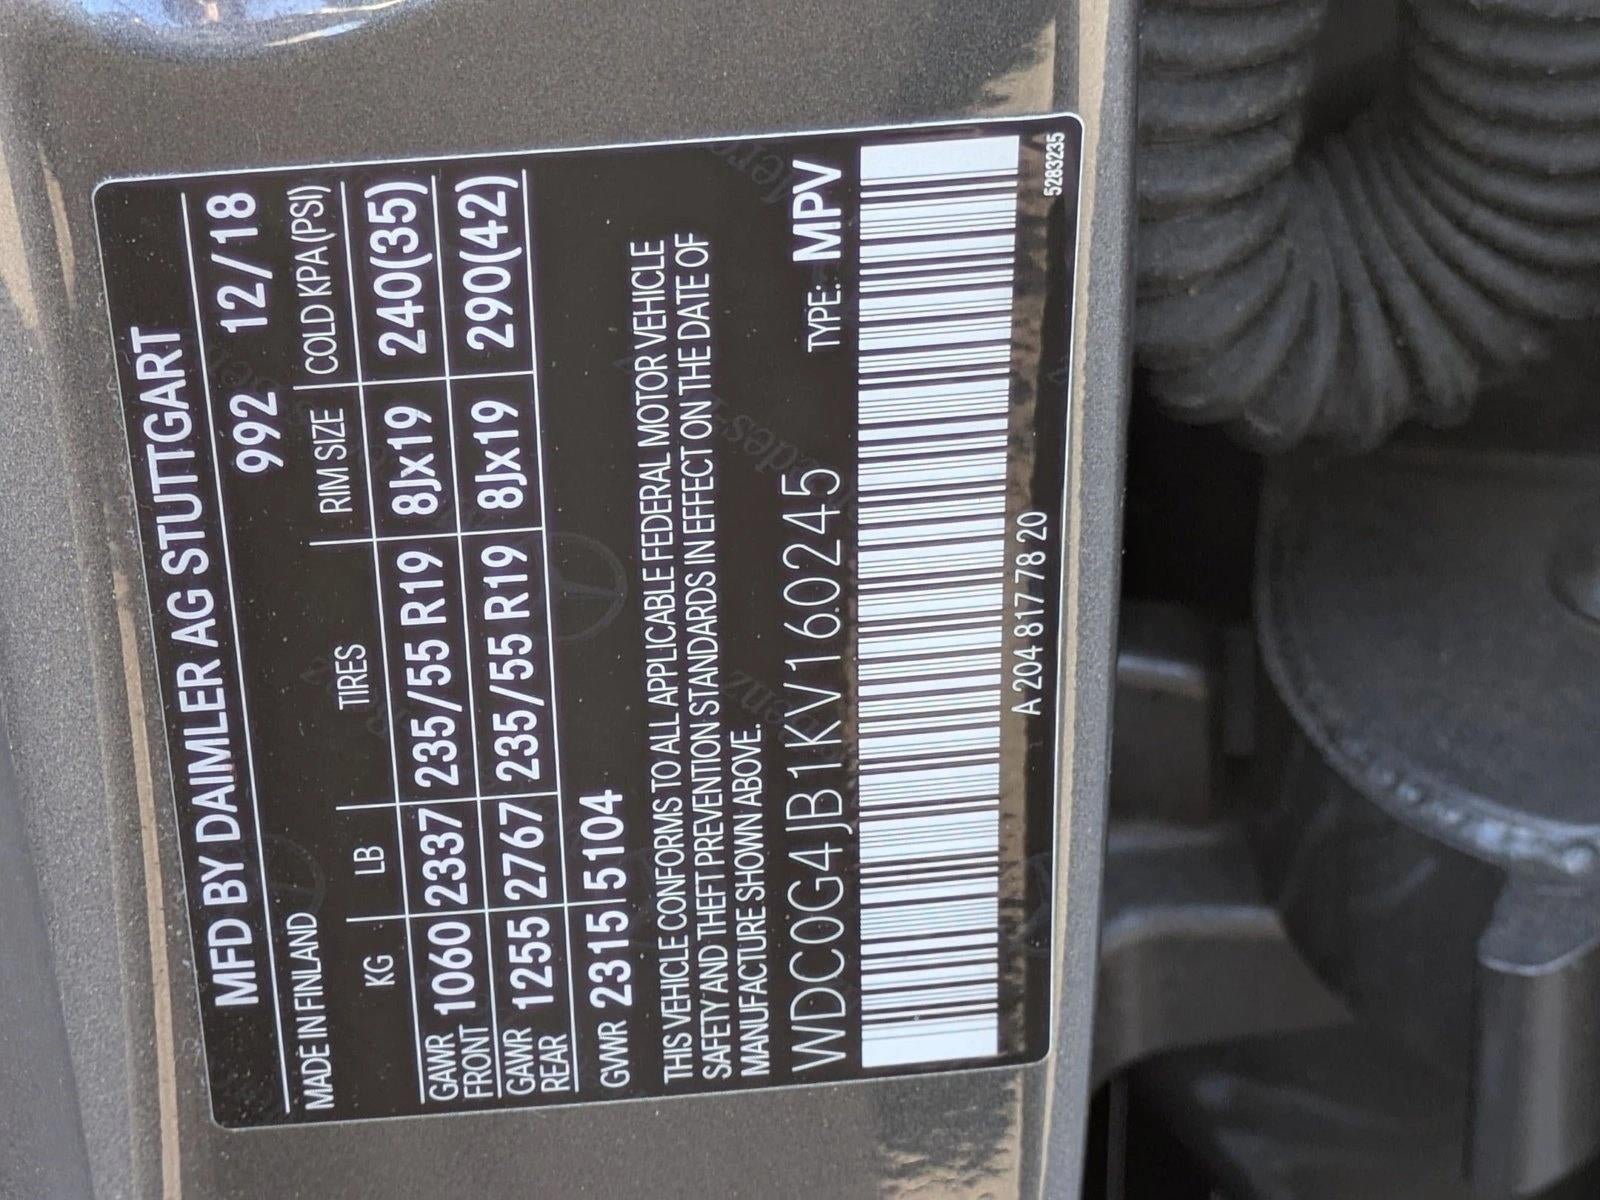 MFD BY DAIMLER AG STUTTGART
992 12/18
MADE IN FINLAND
KG LB TIRES RIM SIZE COLD KPA (PSI)
GAWR FRONT 1060 2337 235/55 R19 8Jx19 240(35)
GAWR REAR 1255 2767 235/55 R19 8Jx19 290(42)
GVWR 2315 5104
THIS VEHICLE CONFORMS TO ALL APPLICABLE FEDERAL MOTOR VEHICLE
SAFETY AND THEFT PREVENTION STANDARDS IN EFFECT ON THE DATE OF
MANUFACTURE SHOWN ABOVE.
WDC0G4JB1KV160245 TYPE: MPV
A 204 817 78 20
5283235